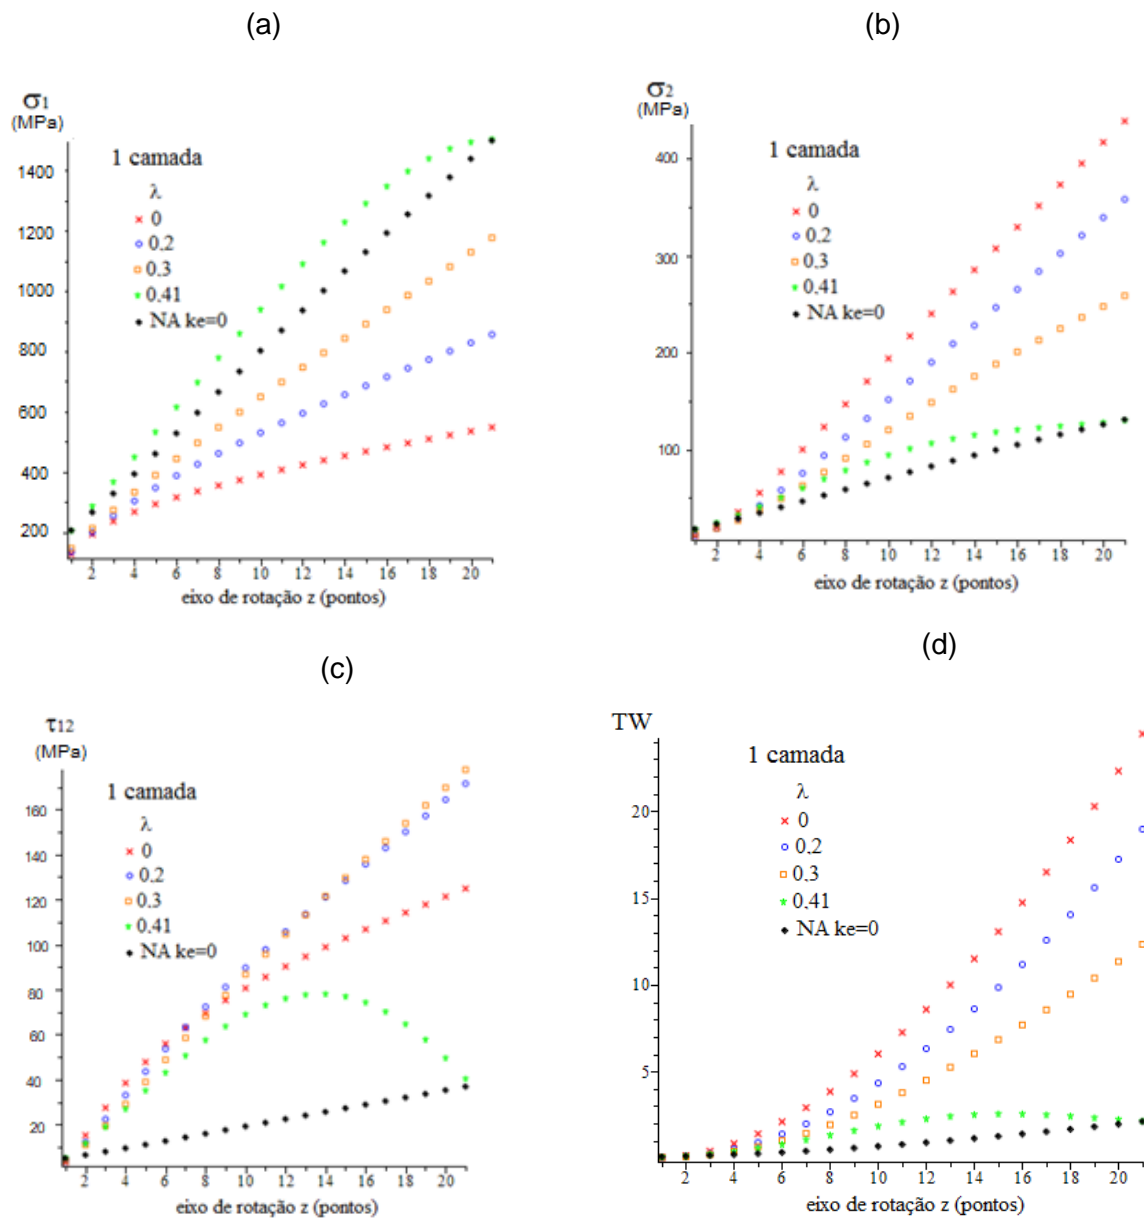 (a)
σ1
(MPa)
1 camada
λ
0
0,2
0,3
0,41
NA ke=0
1400
1200
1000
800
600
400
200
2 4 6 8 10 12 14 16 18 20
eixo de rotação z (pontos)
(b)
σ2
(MPa)
1 camada
λ
0
0,2
0,3
0,41
NA ke=0
400
300
200
100
2 4 6 8 10 12 14 16 18 20
eixo de rotação z (pontos)
(c)
τ12
(MPa)
1 camada
λ
0
0,2
0,3
0,41
NA ke=0
160
140
120
100
80
60
40
20
2 4 6 8 10 12 14 16 18 20
eixo de rotação z (pontos)
(d)
TW
1 camada
λ
0
0,2
0,3
0,41
NA ke=0
20
15
10
5
2 4 6 8 10 12 14 16 18 20
eixo de rotação z (pontos)